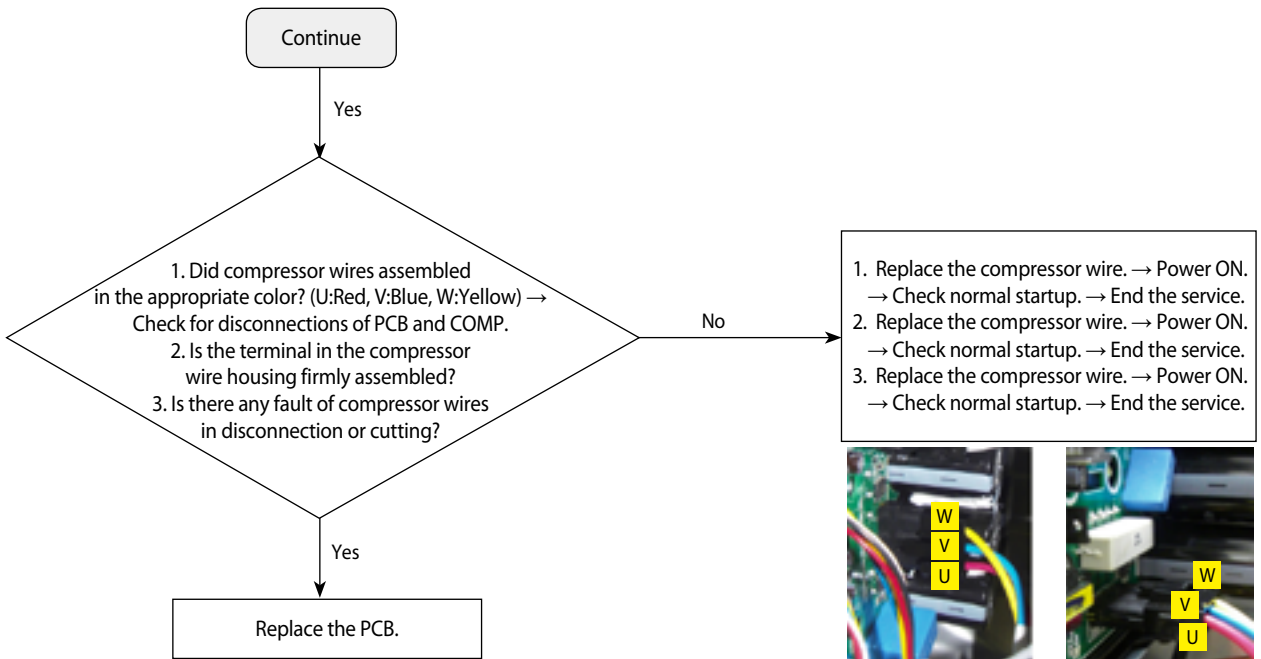 Continue
Yes
1. Did compressor wires assembled
in the appropriate color? (U:Red, V:Blue, W:Yellow) →
Check for disconnections of PCB and COMP.
2. Is the terminal in the compressor
wire housing firmly assembled?
3. Is there any fault of compressor wires
in disconnection or cutting?
No
1. Replace the compressor wire. → Power ON.
→ Check normal startup. → End the service.
2. Replace the compressor wire. → Power ON.
→ Check normal startup. → End the service.
3. Replace the compressor wire. → Power ON.
→ Check normal startup. → End the service.
W
V
U
W
V
U
Yes
Replace the PCB.